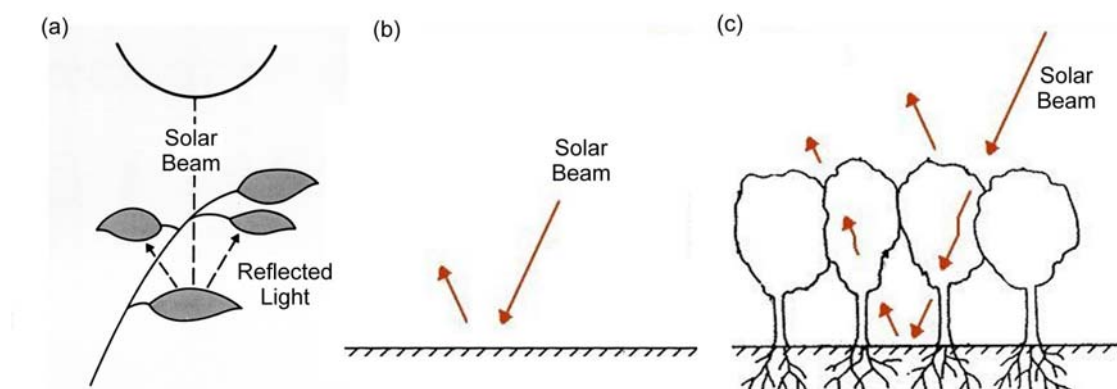 (a)
Solar
Beam
Reflected
Light
(b)
Solar
Beam
(c)
Solar
Beam